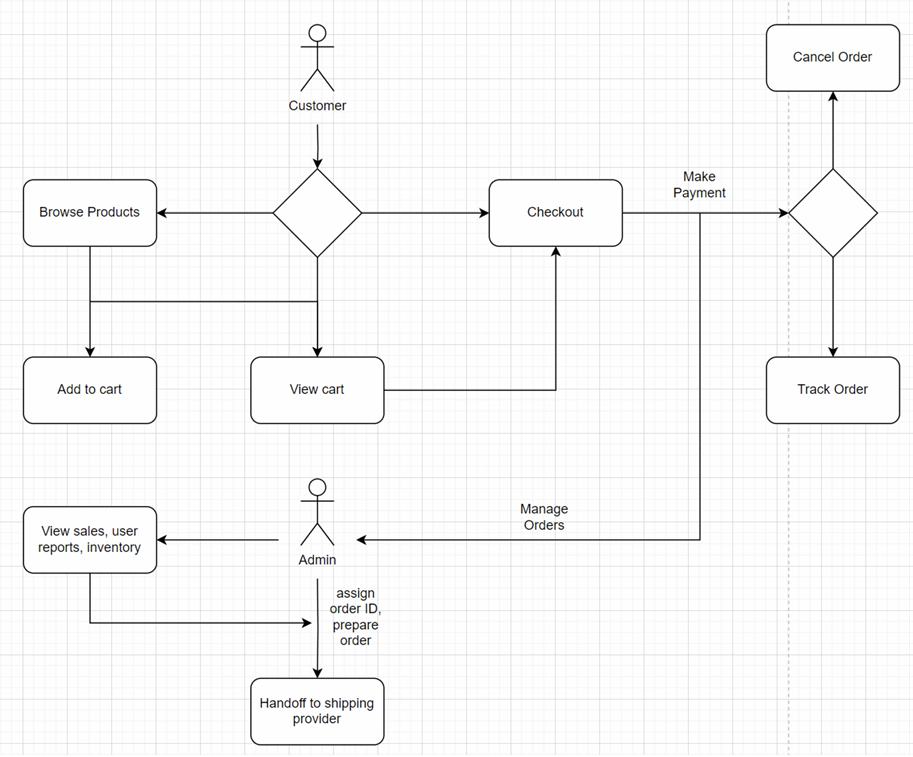 Cancel Order
Customer
Make
Payment
Browse Products
Checkout
Add to cart
View cart
Track Order
Manage
Orders
View sales, user
reports, inventory
Admin
assign
order ID,
prepare
order
Handoff to shipping
provider